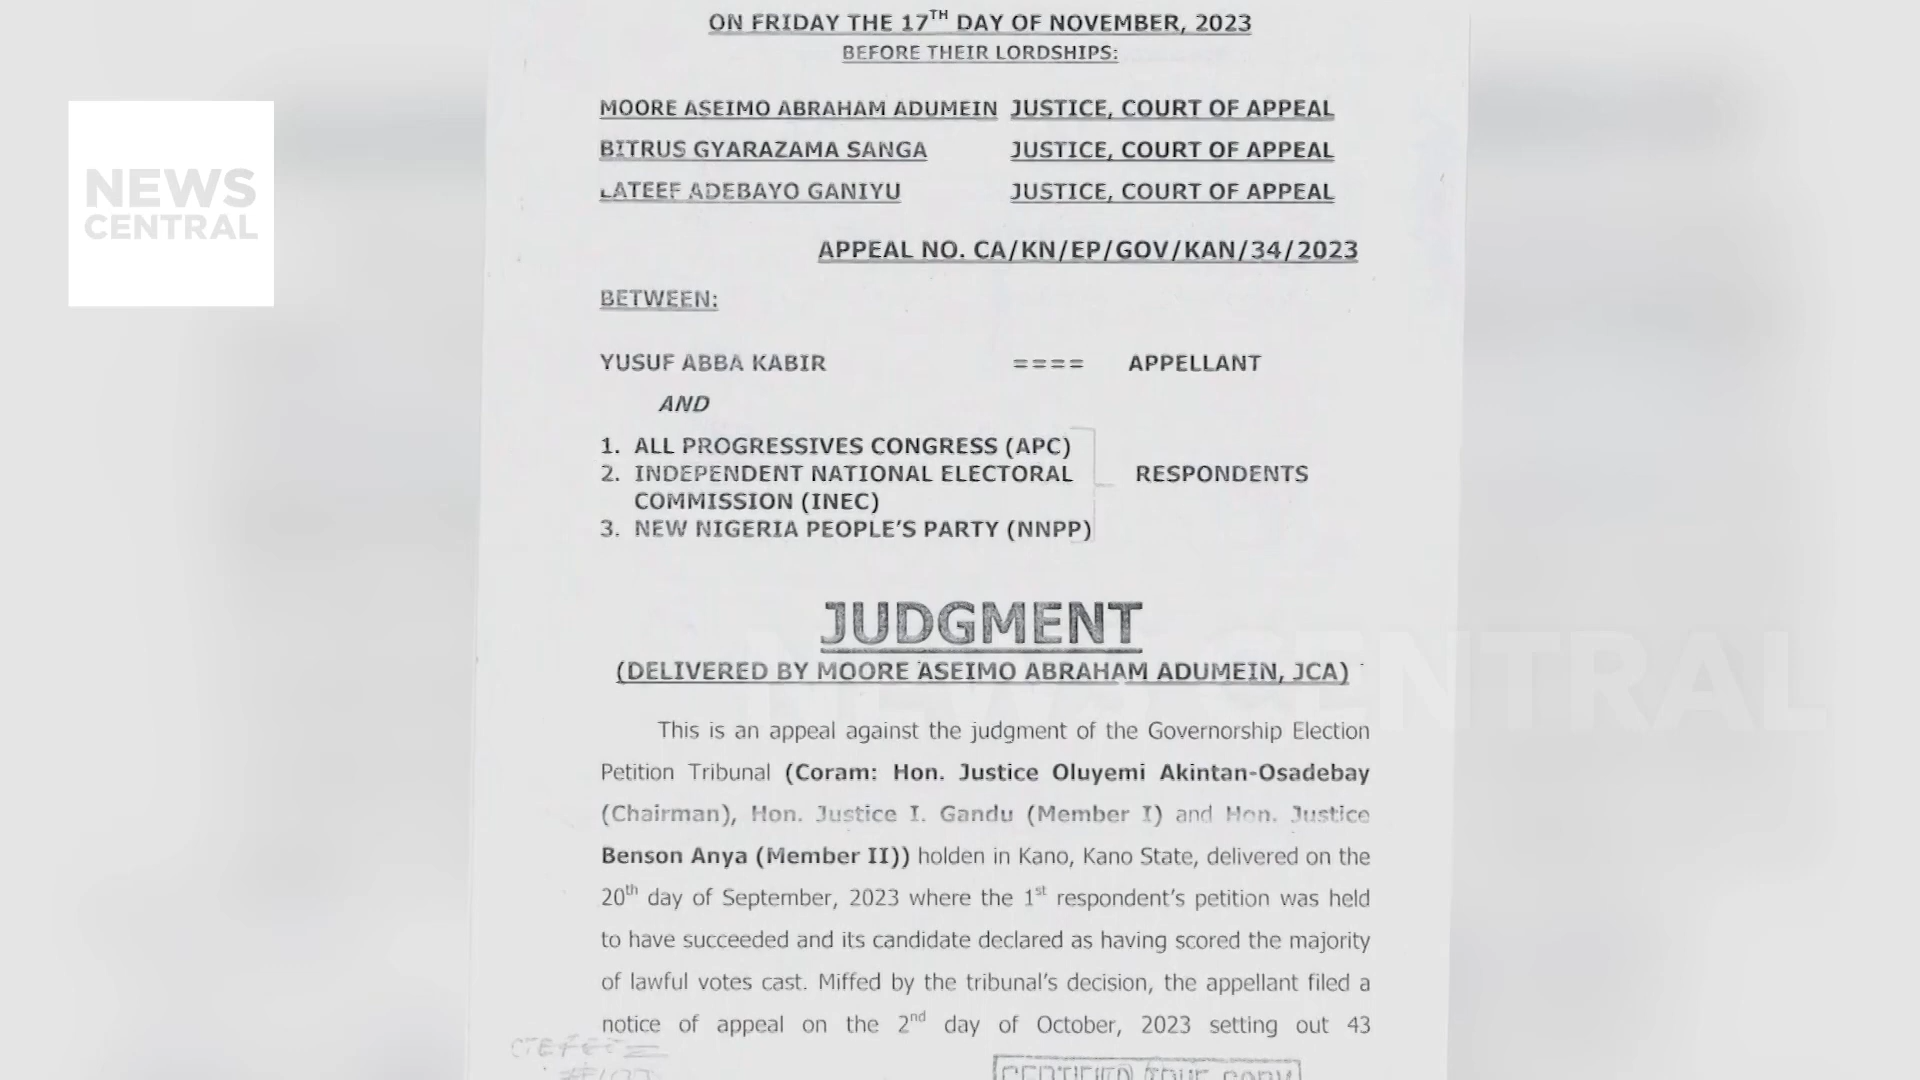 ON FRIDAY THE 17TH DAY OF NOVEMBER, 2023
BEFORE THEIR LORDSHIPS:
NEWS
CENTRAL
MOORE ASEIMO ABRAHAM ADUMEIN JUSTICE, COURT OF APPEAL
BITRUS GYARAZAMA SANGA JUSTICE, COURT OF APPEAL
LATEEF ADEBAYO GANIYU JUSTICE, COURT OF APPEAL
APPEAL NO. CA/KN/EP/GOV/KAN/34/2023
BETWEEN:
YUSUF ABBA KABIR ==== APPELLANT
AND
1. ALL PROGRESSIVES CONGRESS (APC)
2. INDEPENDENT NATIONAL ELECTORAL RESPONDENTS
COMMISSION (INEC)
3. NEW NIGERIA PEOPLE'S PARTY (NNPP)
JUDGMENT
NEWS CENTRAL
(DELIVERED BY MOORE ASEIMO ABRAHAM ADUMEIN, JCA)
This is an appeal against the judgment of the Governorship Election
Petition Tribunal (Coram: Hon. Justice Oluyemi Akintan-Osadebay
(Chairman), Hon. Justice I. Gandu (Member I) and Hon. Justice
Benson Anya (Member II)) holden in Kano, Kano State, delivered on the
20th day of September, 2023 where the 1st respondent's petition was held
to have succeeded and its candidate declared as having scored the majority
of lawful votes cast. Miffed by the tribunal's decision, the appellant filed a
notice of appeal on the 2nd day of October, 2023 setting out 43
CERTIFIED TRUE COPY